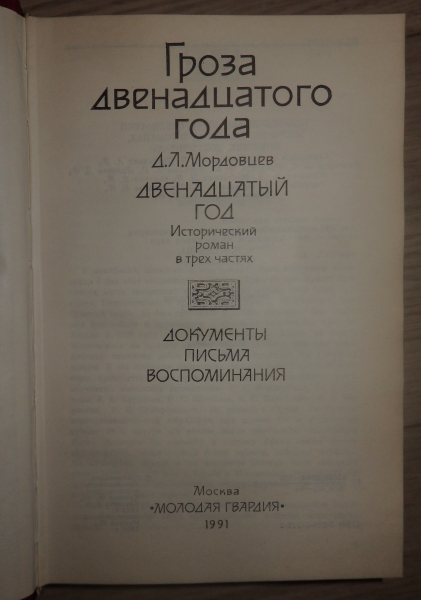 Гроза
двенадцатого
года
Д.Л.Мордовцев
ДВЕНАДЦАТЫЙ
ГОД
Исторический
роман
в трех частях
ДОКУМЕНТЫ
ПИСЬМА
ВОСПОМИНАНИЯ
Москва
«МОЛОДАЯ ГВАРДИЯ»
1991